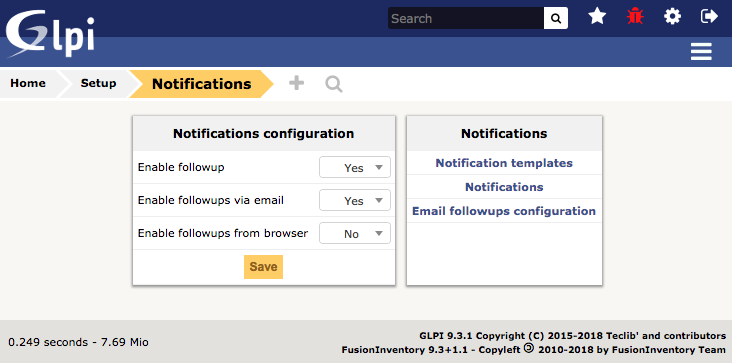 Glpi
Search
Home
Setup
Notifications
Notifications configuration
Enable followup
Yes
Enable followups via email
Yes
Enable followups from browser
No
Save
Notifications
Notification templates
Notifications
Email followups configuration
0.249 seconds - 7.69 Mio
GLPI 9.3.1 Copyright (C) 2015-2018 Teclib' and contributors
FusionInventory 9.3+1.1 - Copyleft 🄯 2010-2018 by FusionInventory Team